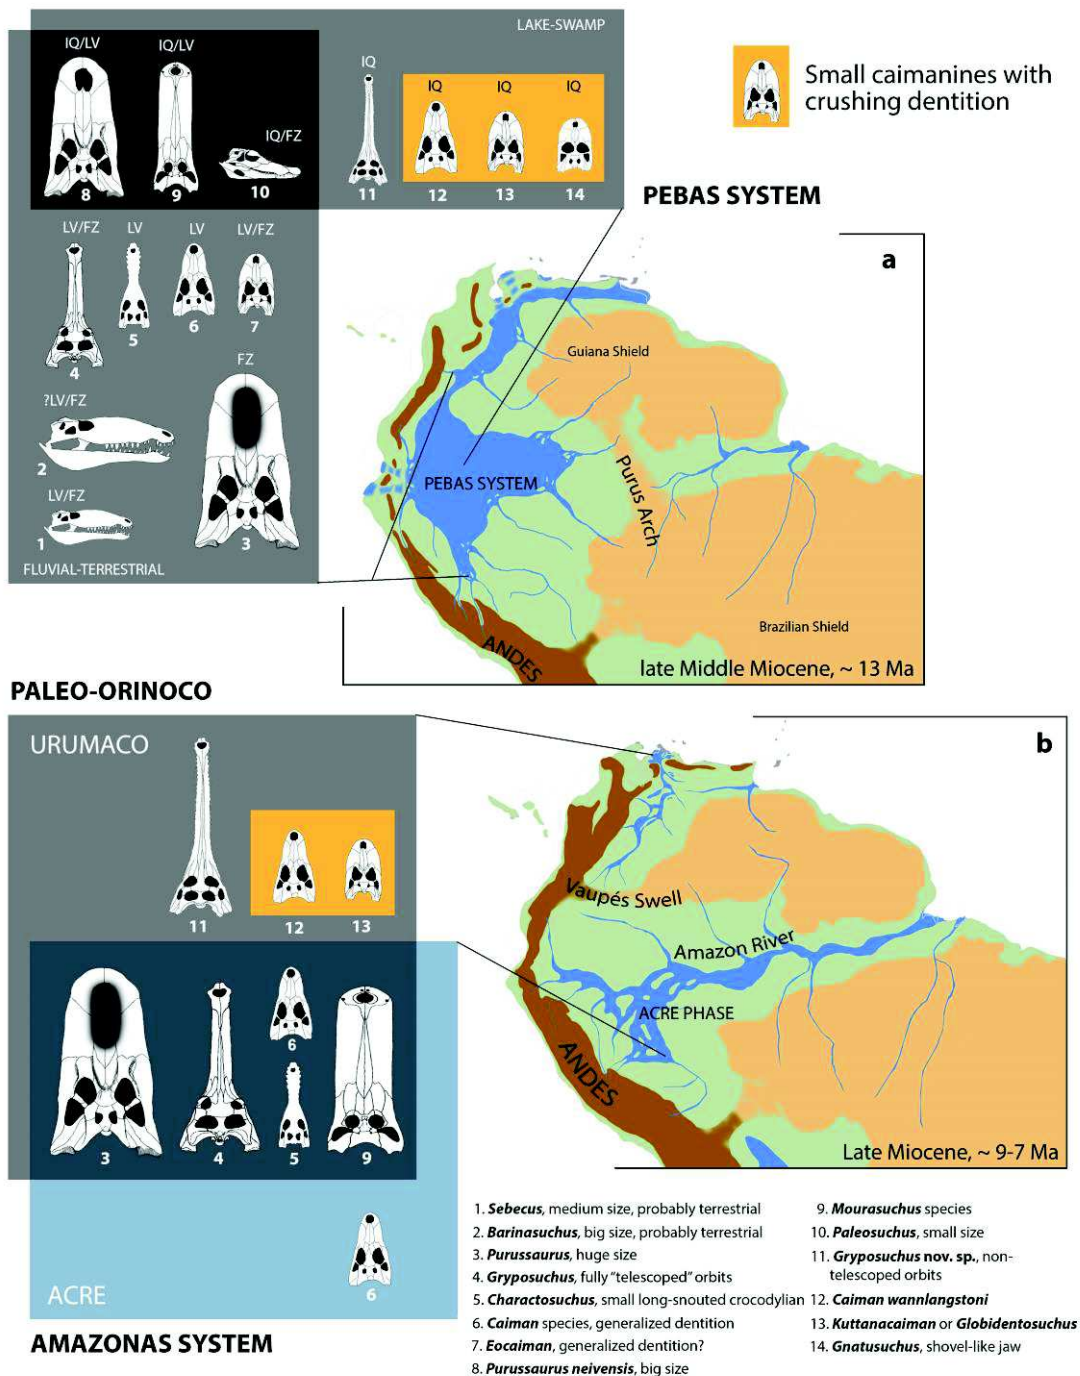 LAKE-SWAMP
IQ/LV
IQ/LV
IQ/FZ
8
9
10
IQ
IQ
IQ
IQ
11
12
13
14
Small caimanines with
crushing dentition
PEBAS SYSTEM
LV/FZ
LV
LV
LV/FZ
4
5
6
7
FZ
?LV/FZ
2
LV/FZ
1
3
FLUVIAL-TERRESTRIAL
a
Guiana Shield
PEBAS SYSTEM
Purus Arch
Brazilian Shield
ANDES
late Middle Miocene, ~ 13 Ma
PALEO-ORINOCO
URUMACO
11
12
13
3
4
6
5
9
6
ACRE
AMAZONAS SYSTEM
b
Vaupés Swell
Amazon River
ACRE PHASE
ANDES
Late Miocene, ~ 9-7 Ma
1. Sebecus, medium size, probably terrestrial
2. Barinasuchus, big size, probably terrestrial
3. Purussaurus, huge size
4. Gryposuchus, fully "telescoped" orbits
5. Charactosuchus, small long-snouted crocodylian
6. Caiman species, generalized dentition
7. Eocaiman, generalized dentition?
8. Purussaurus neivensis, big size
9. Mourasuchus species
10. Paleosuchus, small size
11. Gryposuchus nov. sp., non-
telescoped orbits
12. Caiman wannlangstoni
13. Kuttanacaiman or Globidentosuchus
14. Gnatusuchus, shovel-like jaw